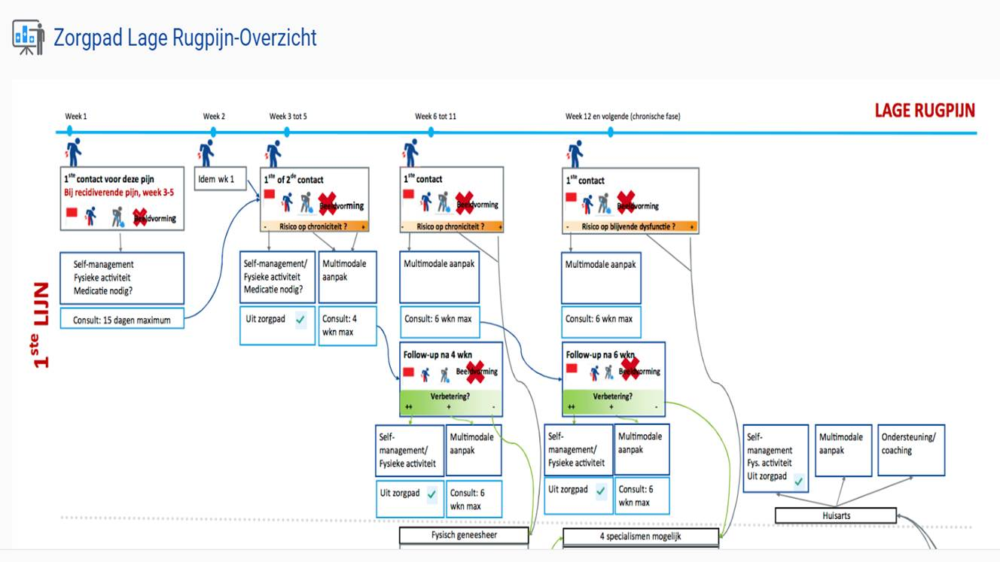 Zorgpad Lage Rugpijn-Overzicht
LAGE RUGPIJN
Week 1
Week 2
Week 3 tot 5
Week 6 tot 11
Week 12 en volgende (chronische fase)
1ste LIJN
1ste contact voor deze pijn
Bij recidiverende pijn, week 3-5
Beeldvorming
Self-management
Fysieke activiteit
Medicatie nodig?
Consult: 15 dagen maximum
Idem wk 1
1ste of 2de contact
Beeldvorming
- Risico op chroniciteit ? +
Self-management/
Fysieke activiteit
Medicatie nodig?
Uit zorgpad
Multimodale
aanpak
Consult: 4
wkn max
1ste contact
Beeldvorming
- Risico op chroniciteit ? +
Multimodale aanpak
Consult: 6 wkn max
Follow-up na 4 wkn
Beeldvorming
Verbetering?
++ + -
Self-
management/
Fysieke activiteit
Uit zorgpad
Multimodale
aanpak
Consult: 6
wkn max
1ste contact
Beeldvorming
- Risico op blijvende dysfunctie ? +
Multimodale aanpak
Consult: 6 wkn max
Follow-up na 6 wkn
Beeldvorming
Verbetering?
++ + -
Self-
management/
Fysieke activiteit
Uit zorgpad
Multimodale
aanpak
Consult: 6
wkn max
Self-
management
Fys. activiteit
Uit zorgpad
Multimodale
aanpak
Ondersteuning/
coaching
Huisarts
Fysisch geneesheer
4 specialismen mogelijk